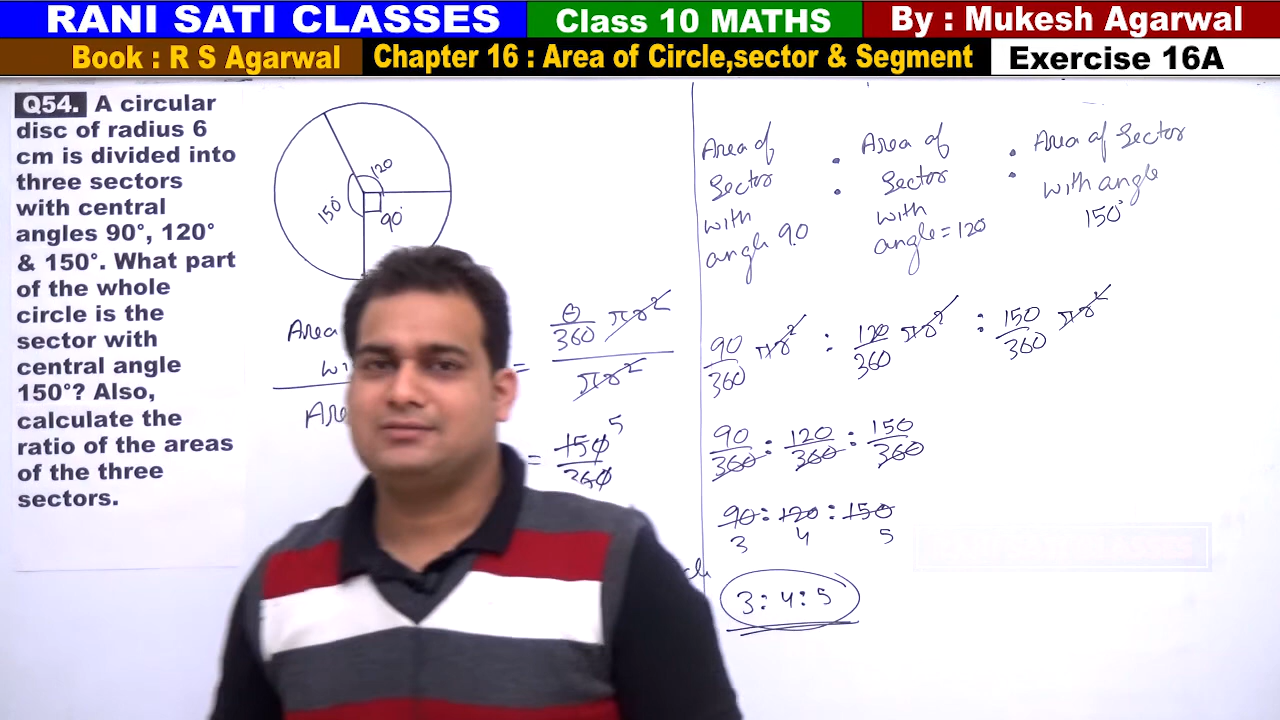 RANI SATI CLASSES
Class 10 MATHS
By : Mukesh Agarwal
Book : R S Agarwal
Chapter 16 : Area of Circle,sector & Segment
Exercise 16A
Q54. A circular
disc of radius 6
cm is divided into
three sectors
with central
angles 90°, 120°
& 150°. What part
of the whole
circle is the
sector with
central angle
150°? Also,
calculate the
ratio of the areas
of the three
sectors.
120
150°
90°
Area
= θ/360 πr² / πr²
= 150/360 5
Area of Sector with angle 90 : Area of Sector with angle = 120 : Area of Sector with angle 150°
90/360 πr² : 120/360 πr² : 150/360 πr²
90/360 : 120/360 : 150/360
90 : 120 : 150
3 4 5
3 : 4 : 5